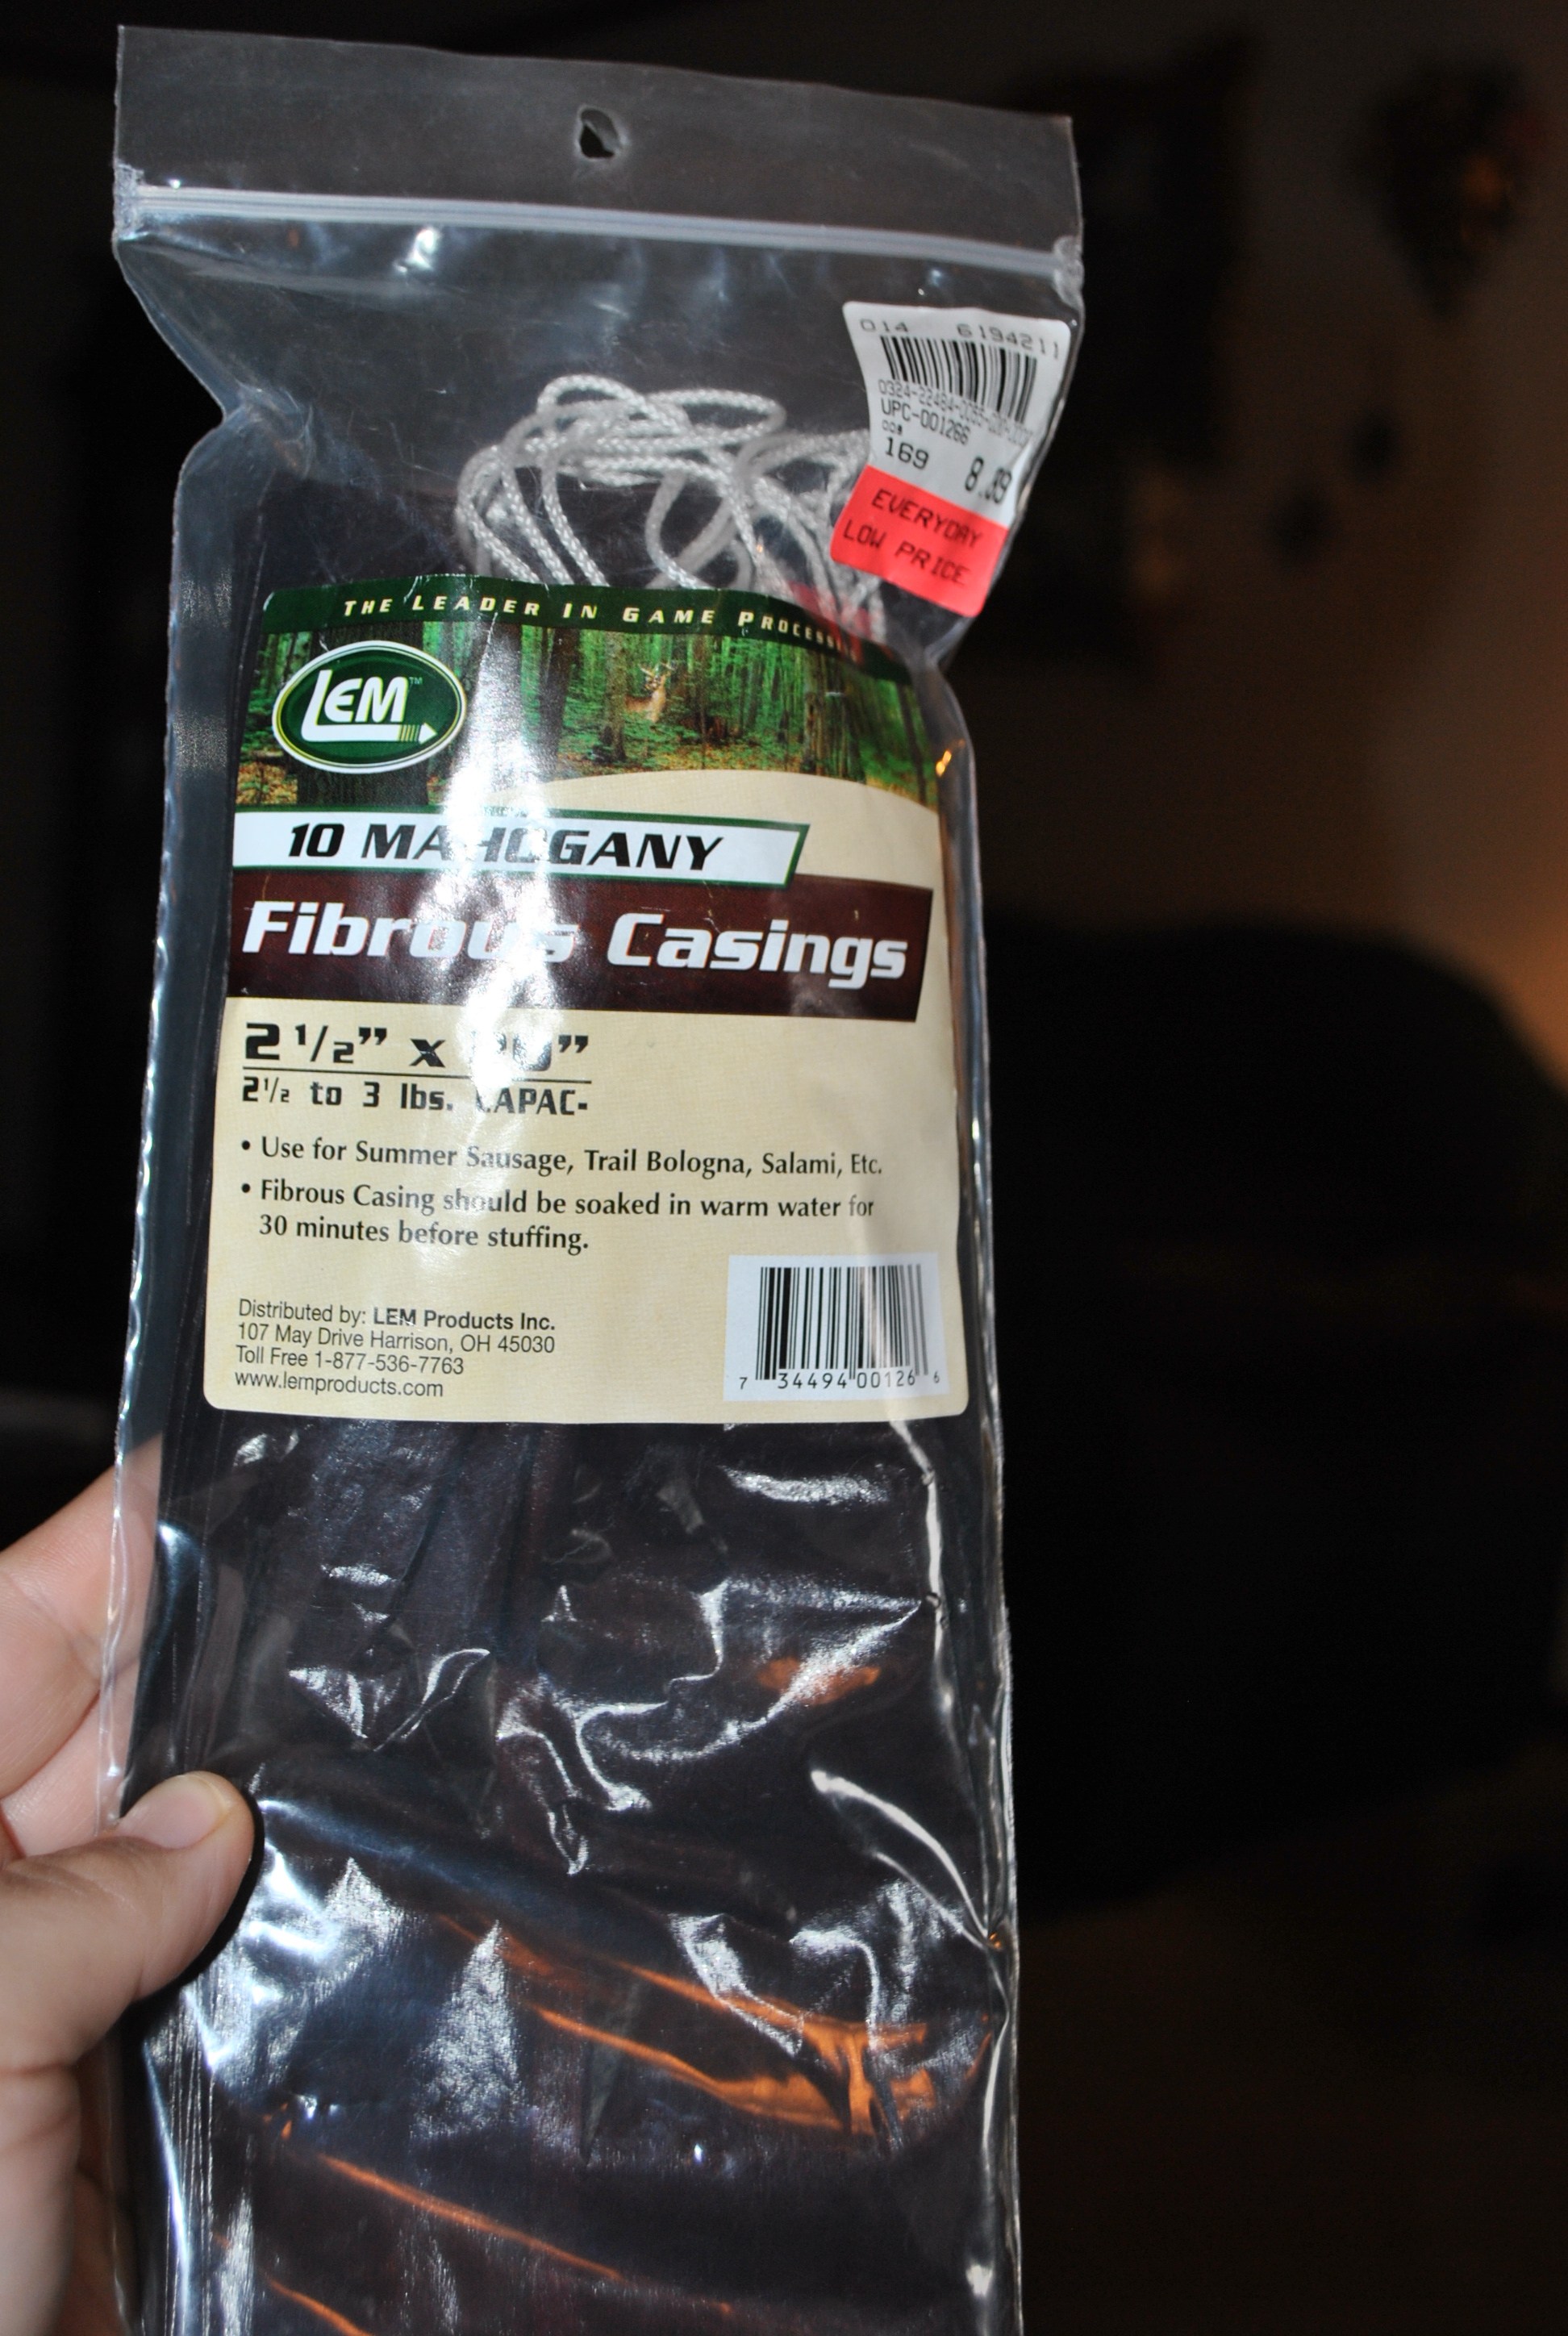 014 6194211
UPC-001266
169 8.89
EVERYDAY
LOW PRICE
THE LEADER IN GAME
LEM™
10 MAHOGANY
Fibrous Casings
2 1/2" x 20"
2 1/2 to 3 lbs. CAPAC-
• Use for Summer Sausage, Trail Bologna, Salami, Etc.
• Fibrous Casing should be soaked in warm water for
30 minutes before stuffing.
Distributed by: LEM Products Inc.
107 May Drive Harrison, OH 45030
Toll Free 1-877-536-7763
www.lemproducts.com
7 34494 00126 6